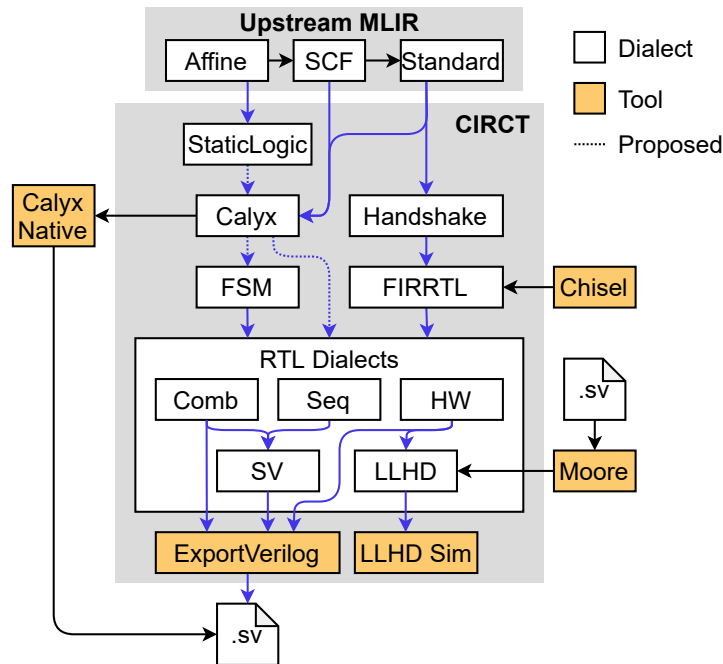 Upstream MLIR
Affine
SCF
Standard
Dialect
Tool
Proposed
CIRCT
StaticLogic
Calyx
Native
Calyx
Handshake
FSM
FIRRTL
Chisel
RTL Dialects
Comb
Seq
HW
.sv
SV
LLHD
Moore
ExportVerilog
LLHD Sim
.sv